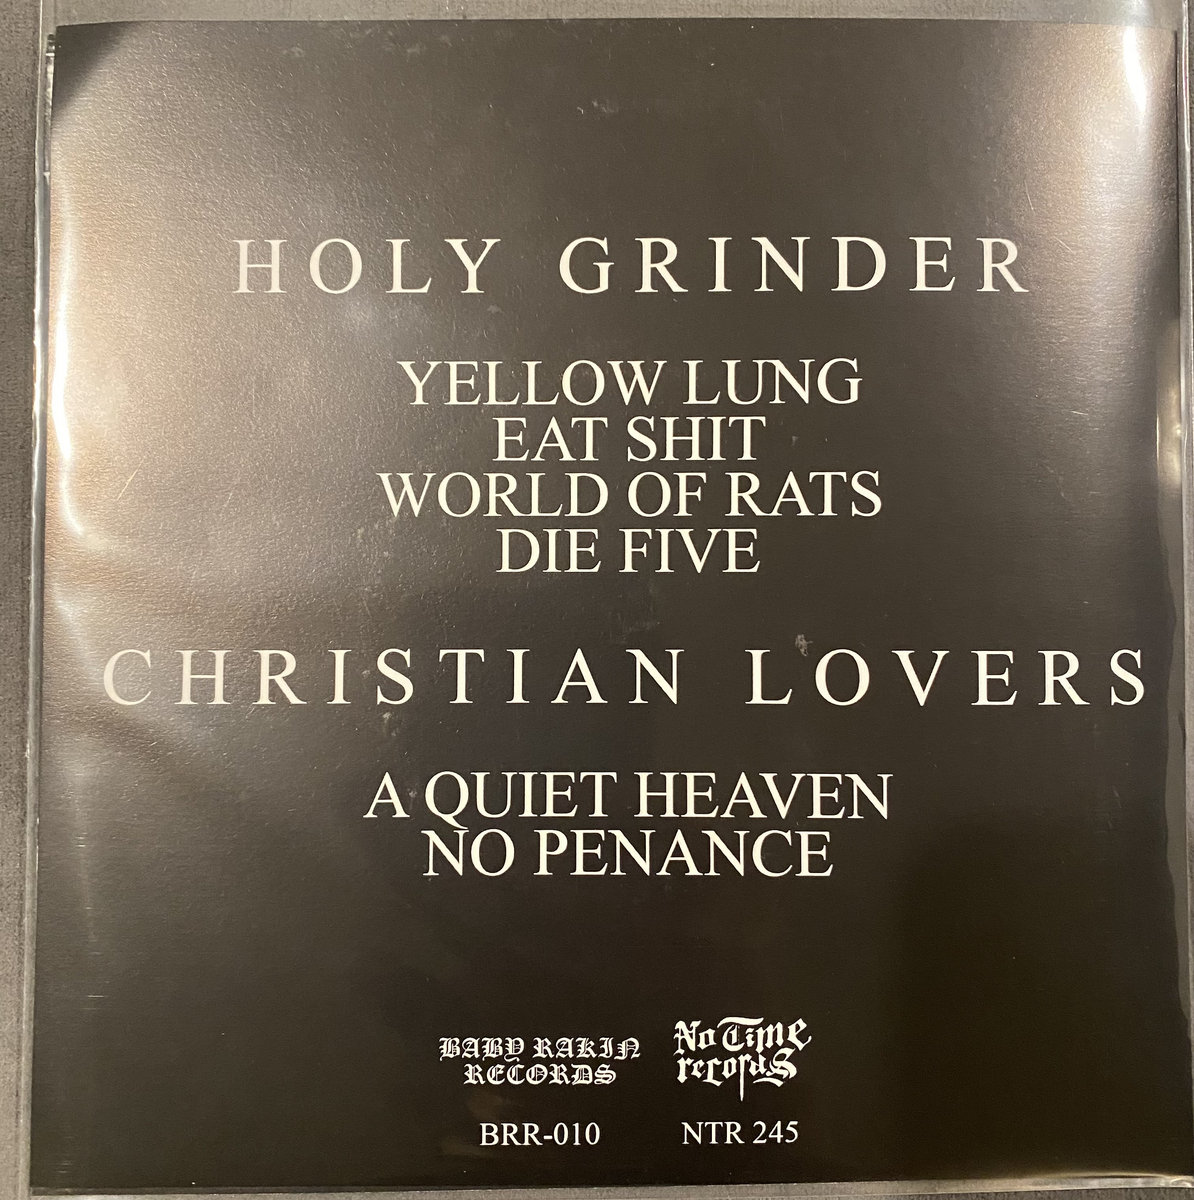 HOLY GRINDER
YELLOW LUNG
EAT SHIT
WORLD OF RATS
DIE FIVE
CHRISTIAN LOVERS
A QUIET HEAVEN
NO PENANCE
BABY RAKIN
RECORDS
No Time
records
BRR-010
NTR 245